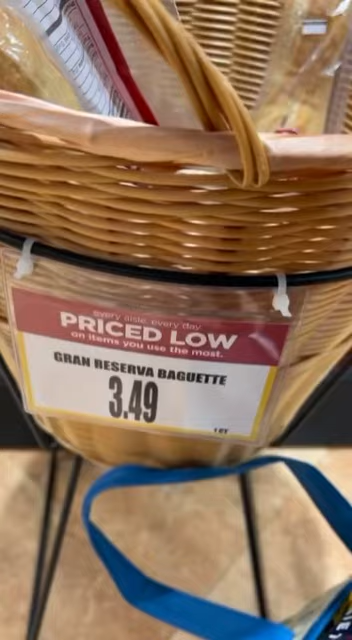 every aisle, every day.
PRICED LOW
on items you use the most.
GRAN RESERVA BAGUETTE
3.49